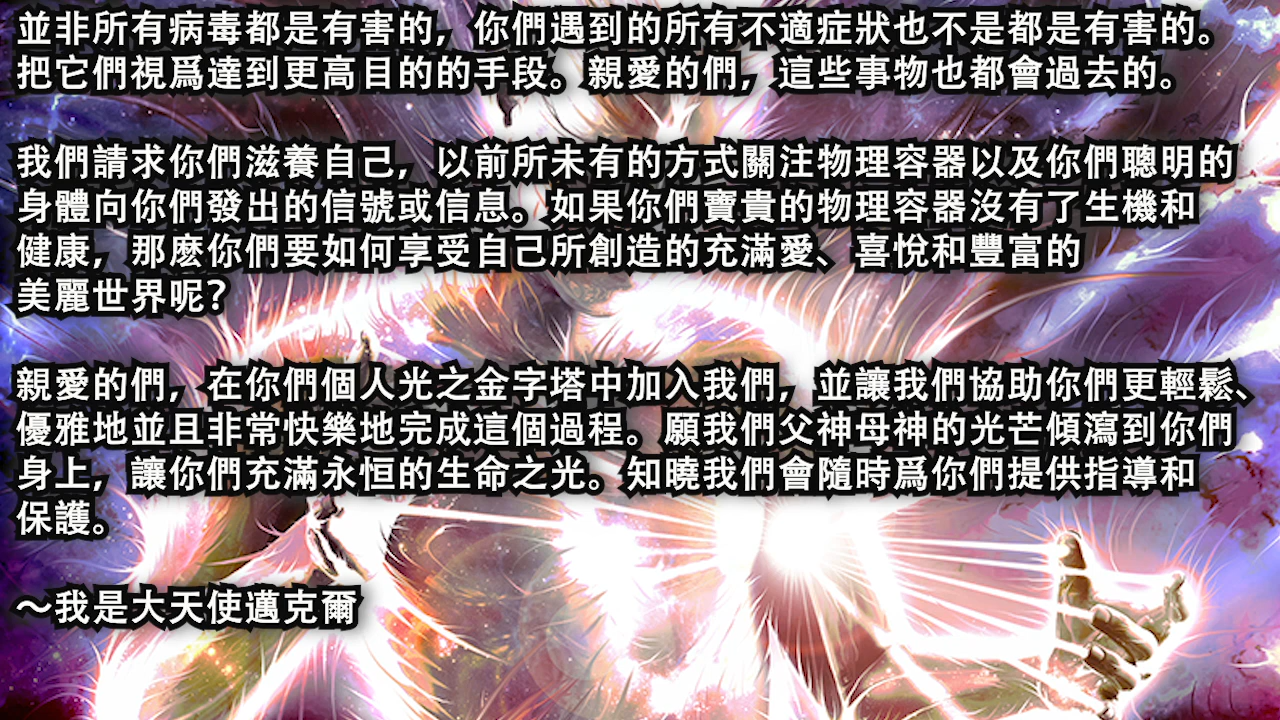 並非所有病毒都是有害的，你們遇到的所有不適症狀也不是都是有害的。
把它們視爲達到更高目的的手段。親愛的們，這些事物也都會過去的。
我們請求你們滋養自己，以前所未有的方式關注物理容器以及你們聰明的
身體向你們發出的信號或信息。如果你們寶貴的物理容器沒有了生機和
健康，那麽你們要如何享受自己所創造的充滿愛、喜悅和豐富的
美麗世界呢？
親愛的們，在你們個人光之金字塔中加入我們，並讓我們協助你們更輕鬆、
優雅地並且非常快樂地完成這個過程。願我們父神母神的光芒傾瀉到你們
身上，讓你們充滿永恒的生命之光。知曉我們會隨時爲你們提供指導和
保護。
～我是大天使邁克爾